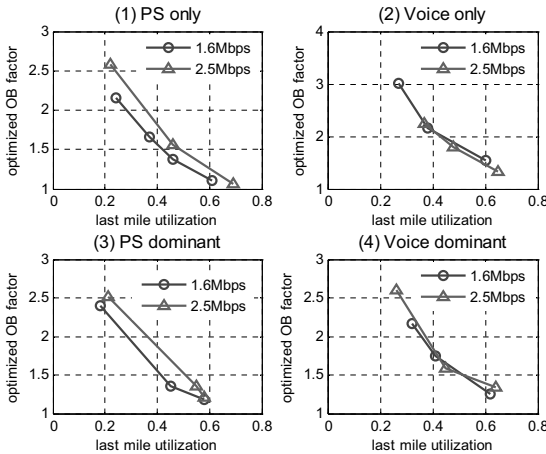 (1) PS only
(2) Voice only
3
2.5
2
1.5
1
0 0.2 0.4 0.6 0.8
optimized OB factor
last mile utilization
1.6Mbps
2.5Mbps
4
3
2
1
0 0.2 0.4 0.6 0.8
optimized OB factor
last mile utilization
1.6Mbps
2.5Mbps
(3) PS dominant
(4) Voice dominant
3
2.5
2
1.5
1
0 0.2 0.4 0.6 0.8
optimized OB factor
last mile utilization
1.6Mbps
2.5Mbps
3
2.5
2
1.5
1
0 0.2 0.4 0.6 0.8
optimized OB factor
last mile utilization
1.6Mbps
2.5Mbps